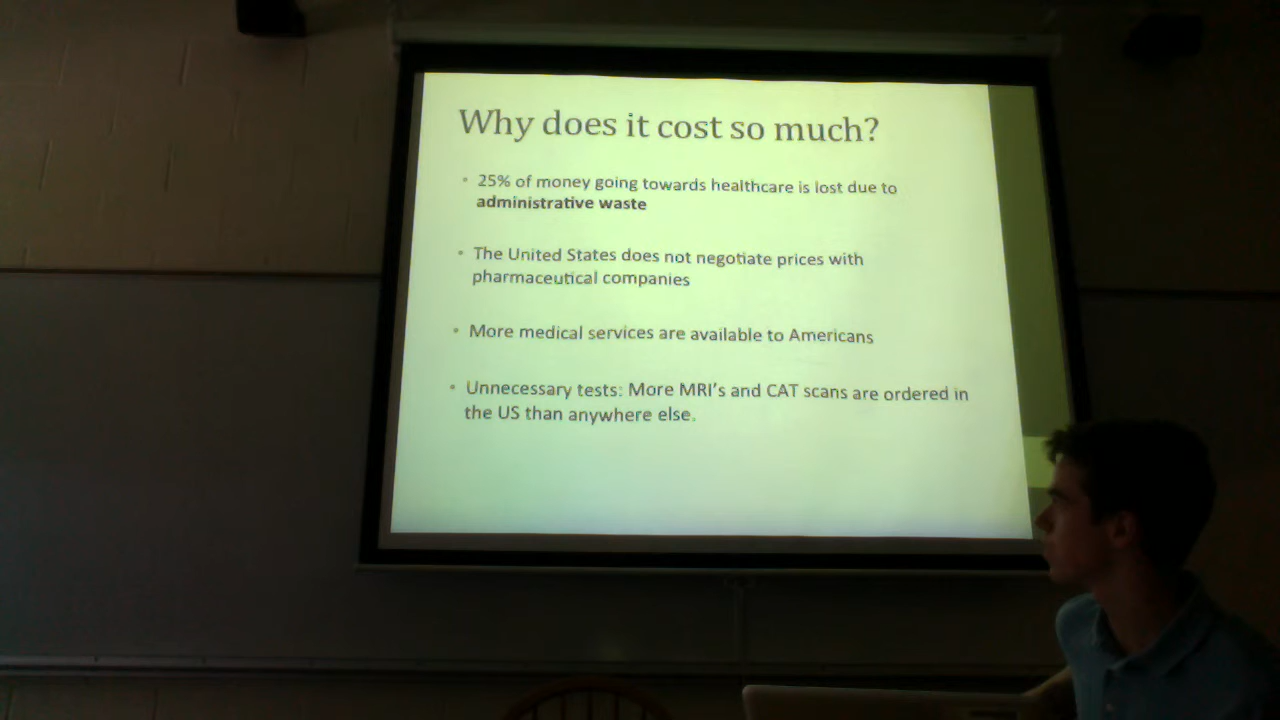 Why does it cost so much?
• 25% of money going towards healthcare is lost due to
administrative waste
• The United States does not negotiate prices with
pharmaceutical companies
• More medical services are available to Americans
• Unnecessary tests: More MRI's and CAT scans are ordered in
the US than anywhere else.